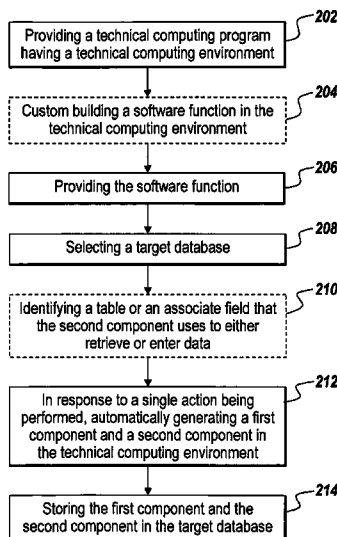 202
Providing a technical computing program
having a technical computing environment
204
Custom building a software function in the
technical computing environment
206
Providing the software function
208
Selecting a target database
210
Identifying a table or an associate field that
the second component uses to either
retrieve or enter data
212
In response to a single action being
performed, automatically generating a first
component and a second component in
the technical computing environment
214
Storing the first component and the
second component in the target database